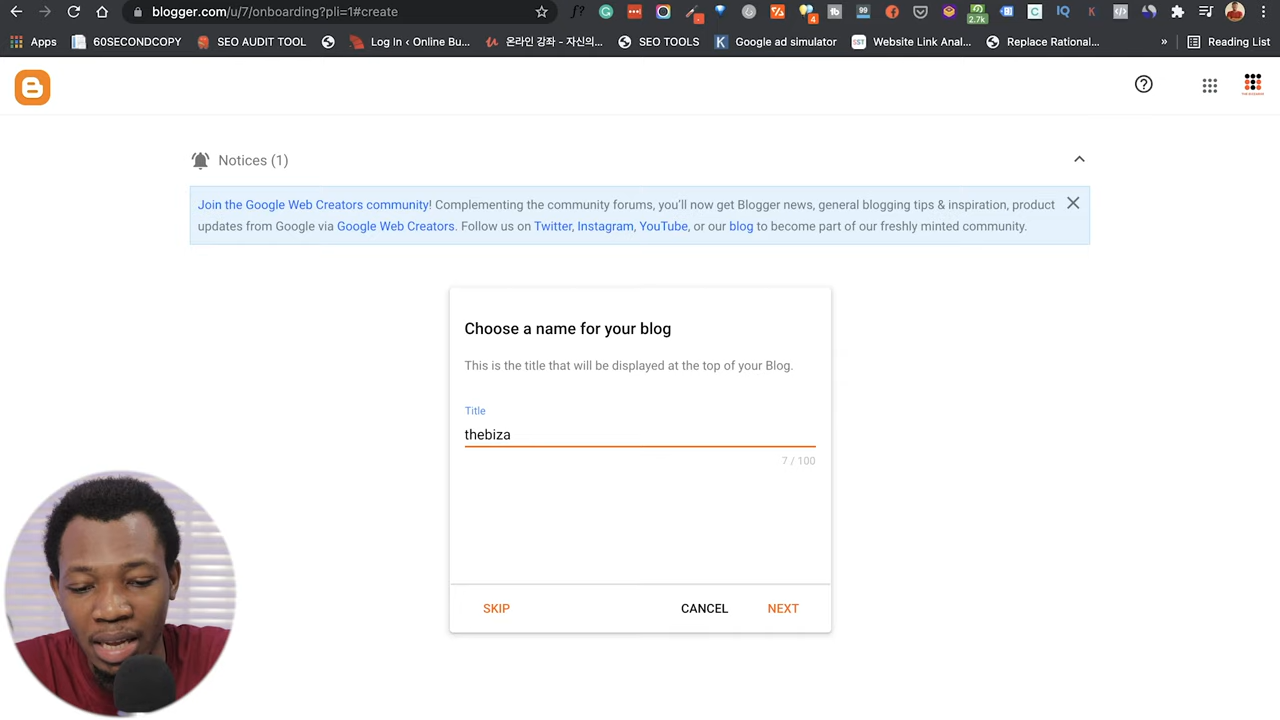 blogger.com/u/7/onboarding?pli=1#create
4
99
2.7k
IQ
K
Apps
60SECONDCOPY
SEO AUDIT TOOL
Log In ‹ Online Bu...
온라인 강좌 - 자신의...
SEO TOOLS
Google ad simulator
Website Link Anal...
Replace Rational...
»
Reading List
Notices (1)
Join the Google Web Creators community! Complementing the community forums, you'll now get Blogger news, general blogging tips & inspiration, product
updates from Google via Google Web Creators. Follow us on Twitter, Instagram, YouTube, or our blog to become part of our freshly minted community.
Choose a name for your blog
This is the title that will be displayed at the top of your Blog.
Title
thebiza
7 / 100
SKIP
CANCEL
NEXT